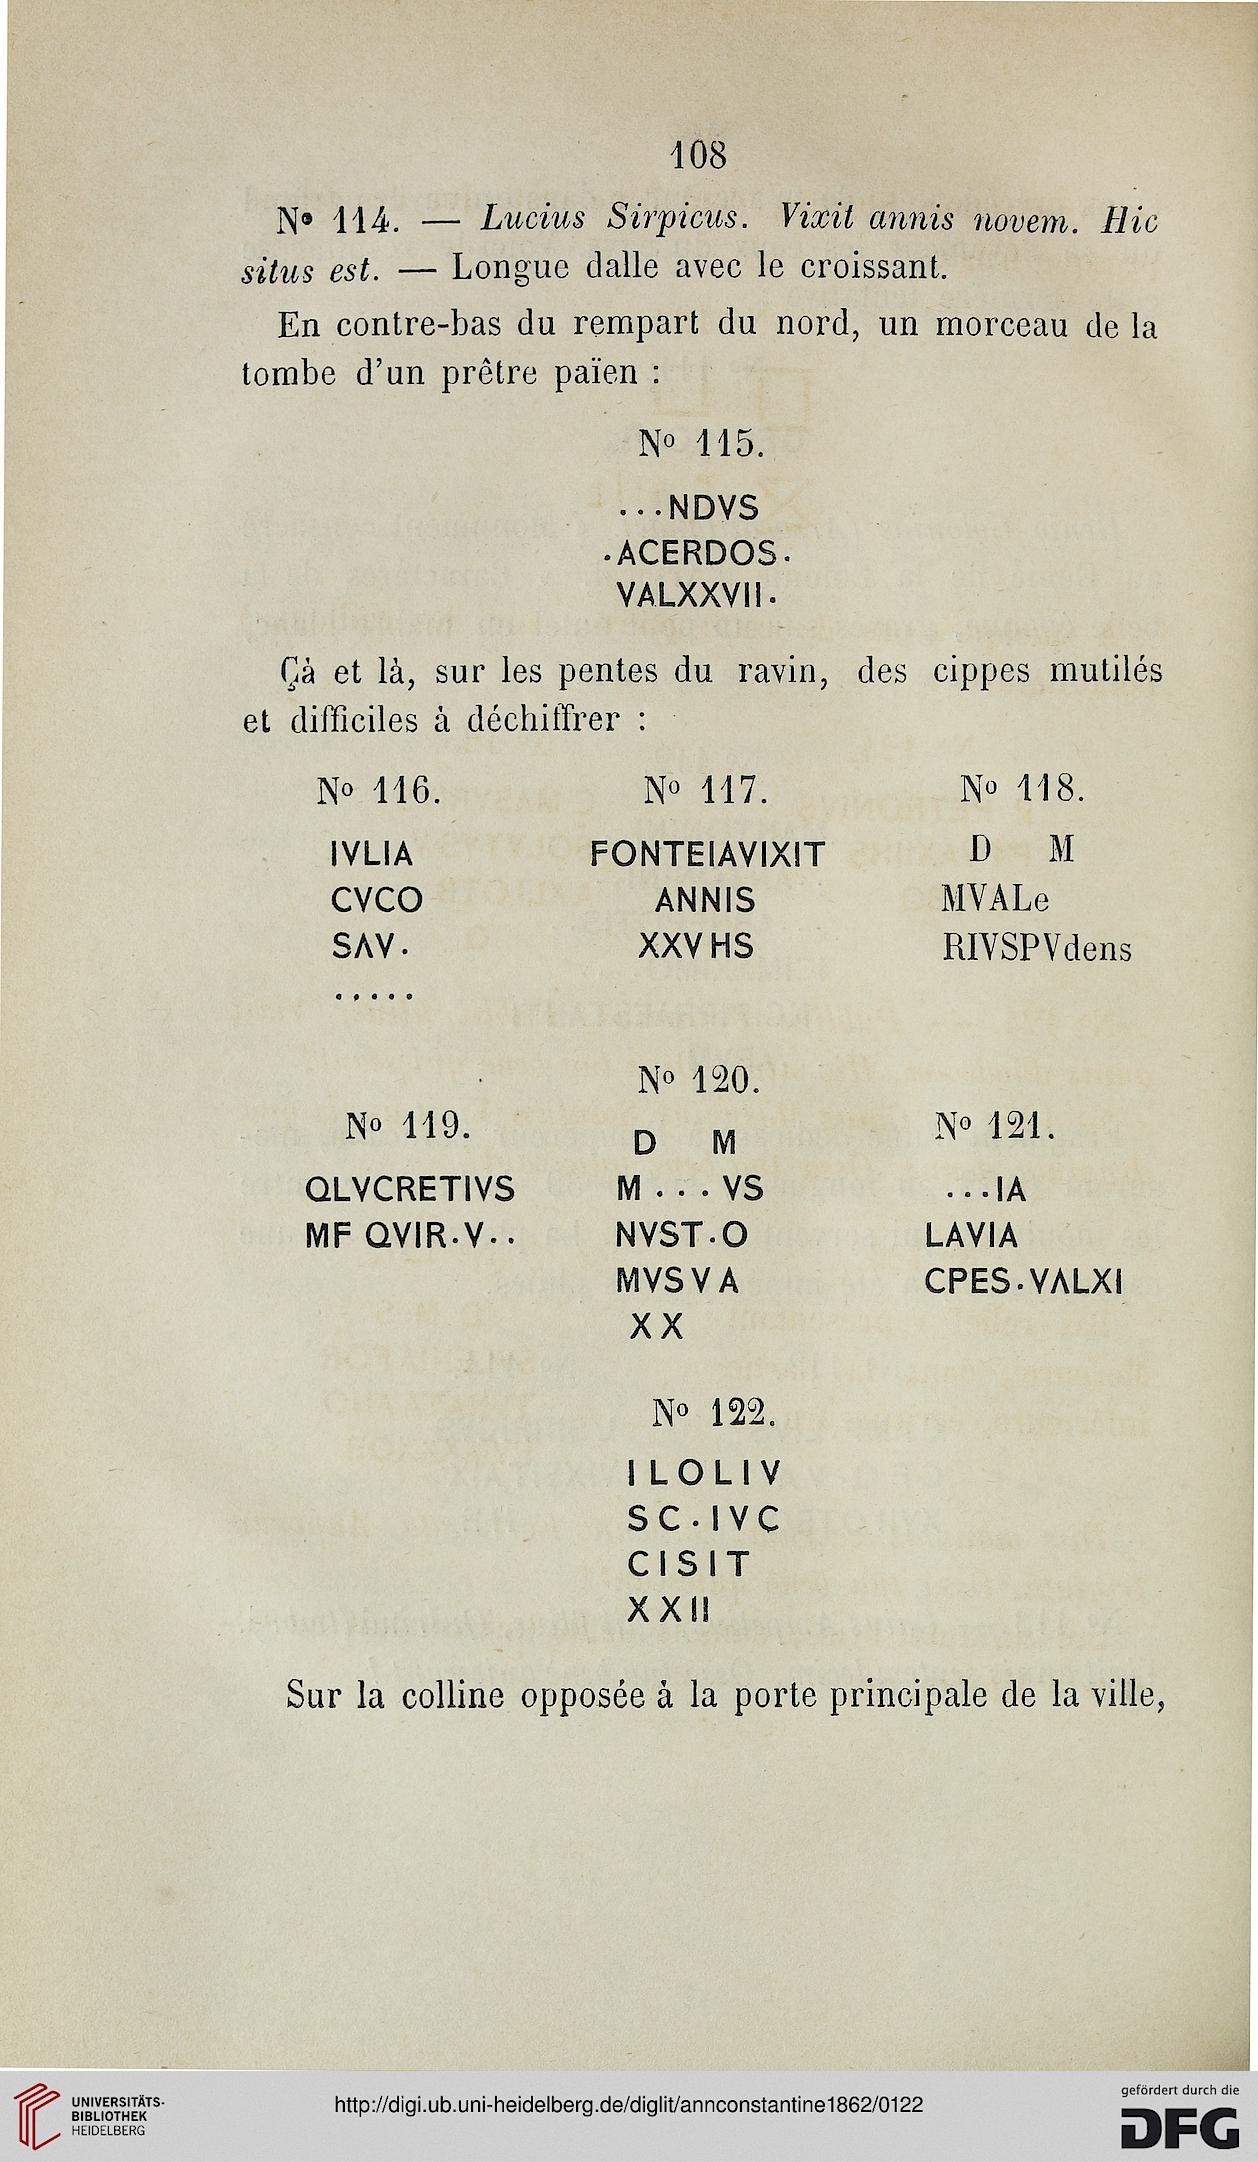 108
N° 114. — Lucius Sirpicus. Vixit annis novem. Hic
situs est. — Longue dalle avec le croissant.
En contre-bas du rempart du nord, un morceau de la
tombe d'un prêtre païen :
N° 115.
...NDVS
.ACERDOS.
VALXXVII.
Çà et là, sur les pentes du ravin, des cippes mutilés
et difficiles à déchiffrer :
N° 116.
IVLIA
CVCO
SΛV.
.....
N° 117.
FONTEIAVIXIT
ANNIS
XXV HS
N° 118.
D M
MVALe
RIVSPVdens
N° 119.
QLVCRETIVS
MF QVIR.V..
N° 120.
D M
M...VS
NVST.O
MVSVA
XX
N° 121.
...IA
LAVIA
CPES.VΛLXI
N° 122.
ILOLIV
SC.IVC
CISIT
XXII
Sur la colline opposée à la porte principale de la ville,
UNIVERSITÄTS-
BIBLIOTHEK
HEIDELBERG
http://digi.ub.uni-heidelberg.de/diglit/annconstantine1862/0122
gefördert durch die
DFG